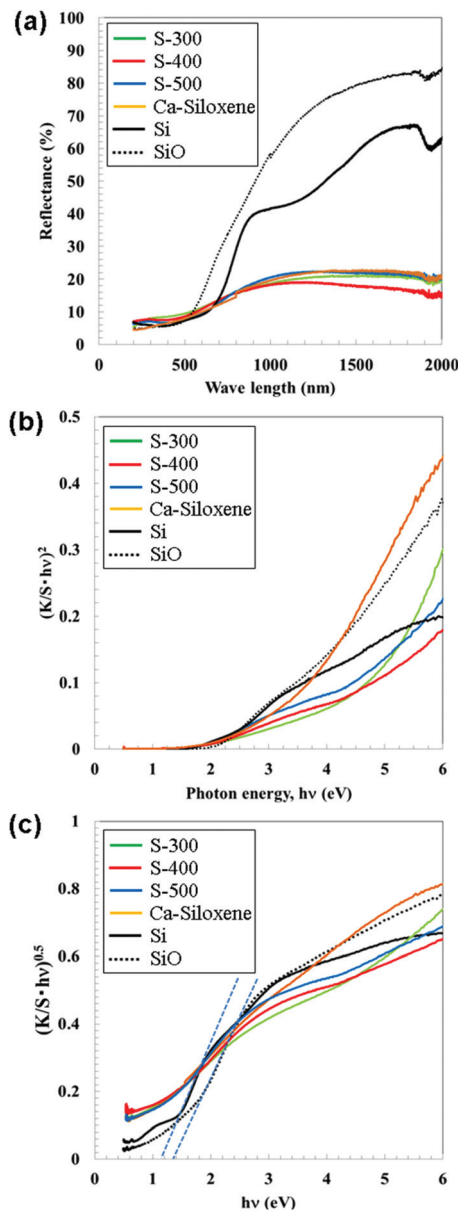 (a)
100
90
80
70
60
50
40
30
20
10
0
Reflectance (%)
S-300
S-400
S-500
Ca-Siloxene
Si
SiO
0 500 1000 1500 2000
Wave length (nm)
(b)
0.5
0.4
0.3
0.2
0.1
0
(K/S·hν)²
S-300
S-400
S-500
Ca-Siloxene
Si
SiO
0 1 2 3 4 5 6
Photon energy, hν (eV)
(c)
1
0.8
0.6
0.4
0.2
0
(K/S·hν)⁰·⁵
S-300
S-400
S-500
Ca-Siloxene
Si
SiO
0 1 2 3 4 5 6
hν (eV)